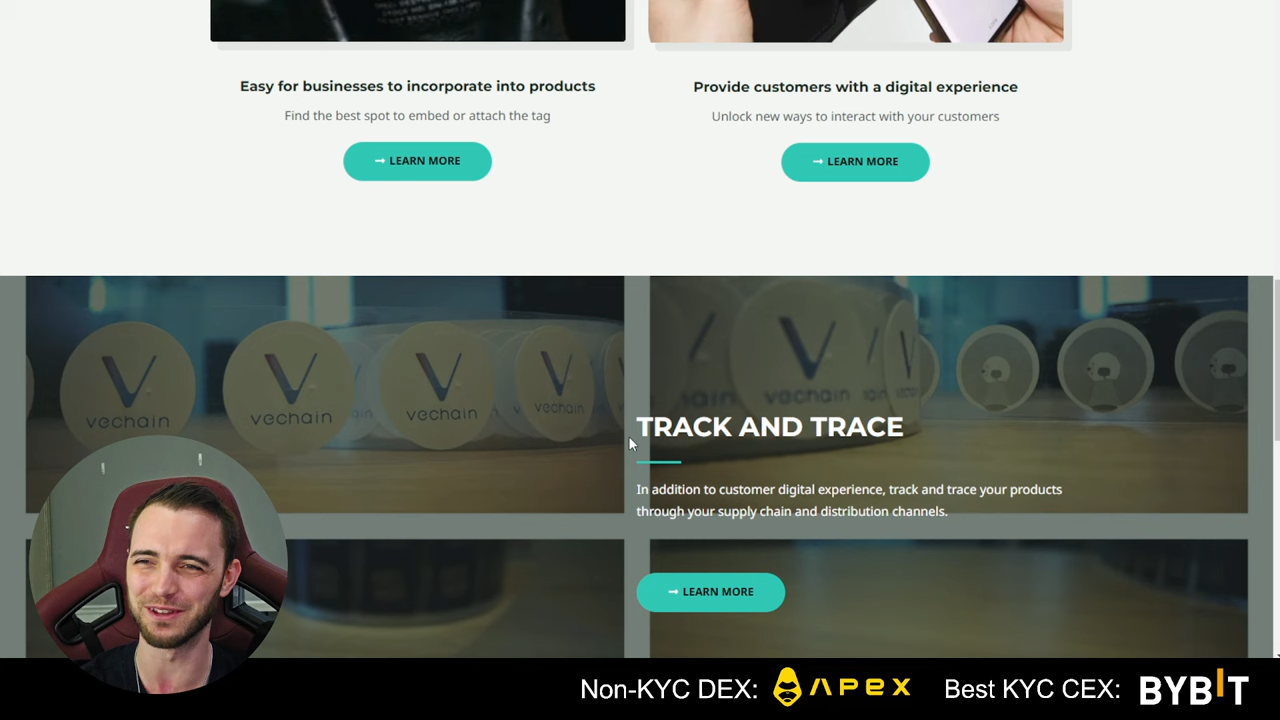 Easy for businesses to incorporate into products
Find the best spot to embed or attach the tag
→ LEARN MORE
Provide customers with a digital experience
Unlock new ways to interact with your customers
→ LEARN MORE
vechain
vechain
vechain
vechain
vechain
TRACK AND TRACE
In addition to customer digital experience, track and trace your products
through your supply chain and distribution channels.
→ LEARN MORE
Non-KYC DEX: APEX Best KYC CEX: BYBIT